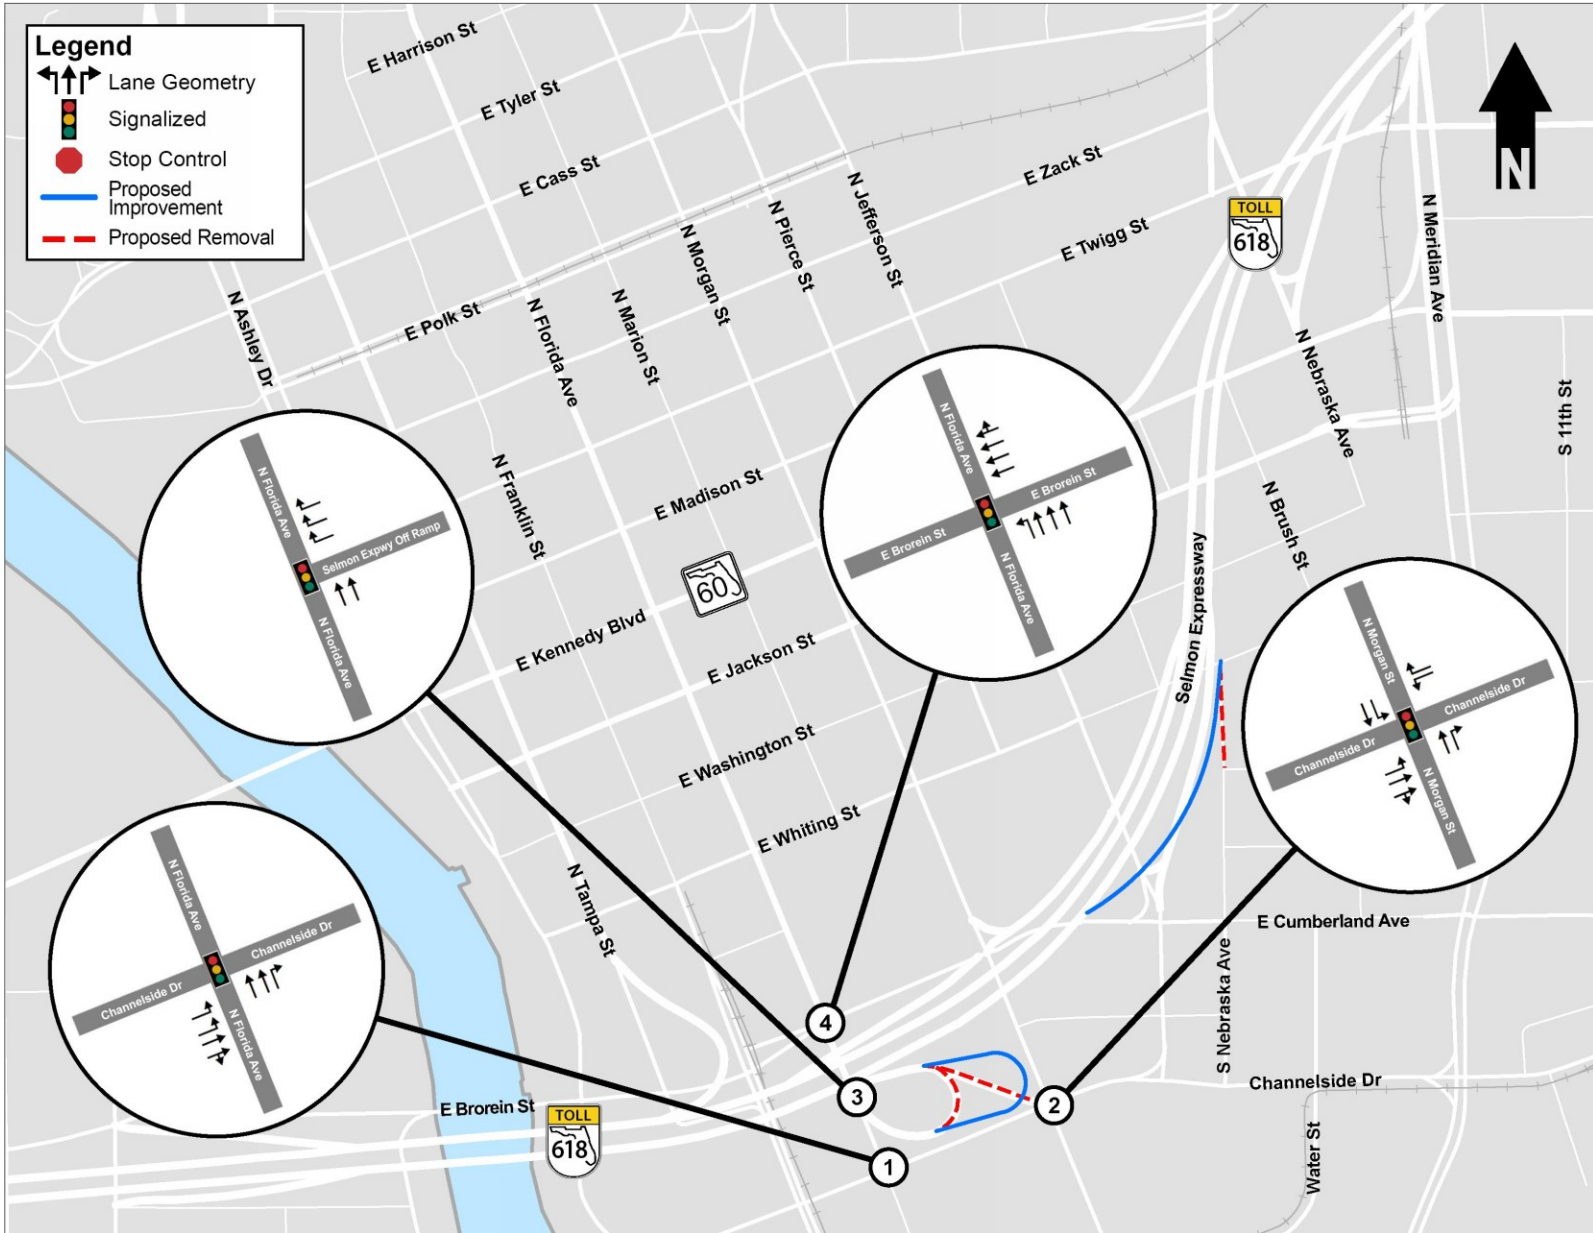 Legend
Lane Geometry
Signalized
Stop Control
Proposed
Improvement
Proposed Removal
E Harrison St
E Tyler St
E Cass St
E Zack St
E Twigg St
E Polk St
N Ashley Dr
N Florida Ave
N Marion St
N Morgan St
N Pierce St
N Jefferson St
TOLL
618
N
N Meridian Ave
N Nebraska Ave
S 11th St
N Franklin St
E Madison St
60
E Kennedy Blvd
E Jackson St
E Washington St
E Whiting St
N Tampa St
Selmon Expressway
N Brush St
N Florida Ave
Selmon Expwy Off Ramp
N Florida Ave
N Florida Ave
E Brorein St
E Brorein St
N Florida Ave
N Morgan St
Channelside Dr
Channelside Dr
N Morgan St
N Florida Ave
Channelside Dr
Channelside Dr
N Florida Ave
E Cumberland Ave
S Nebraska Ave
Channelside Dr
Water St
E Brorein St
TOLL
618
4
3
2
1